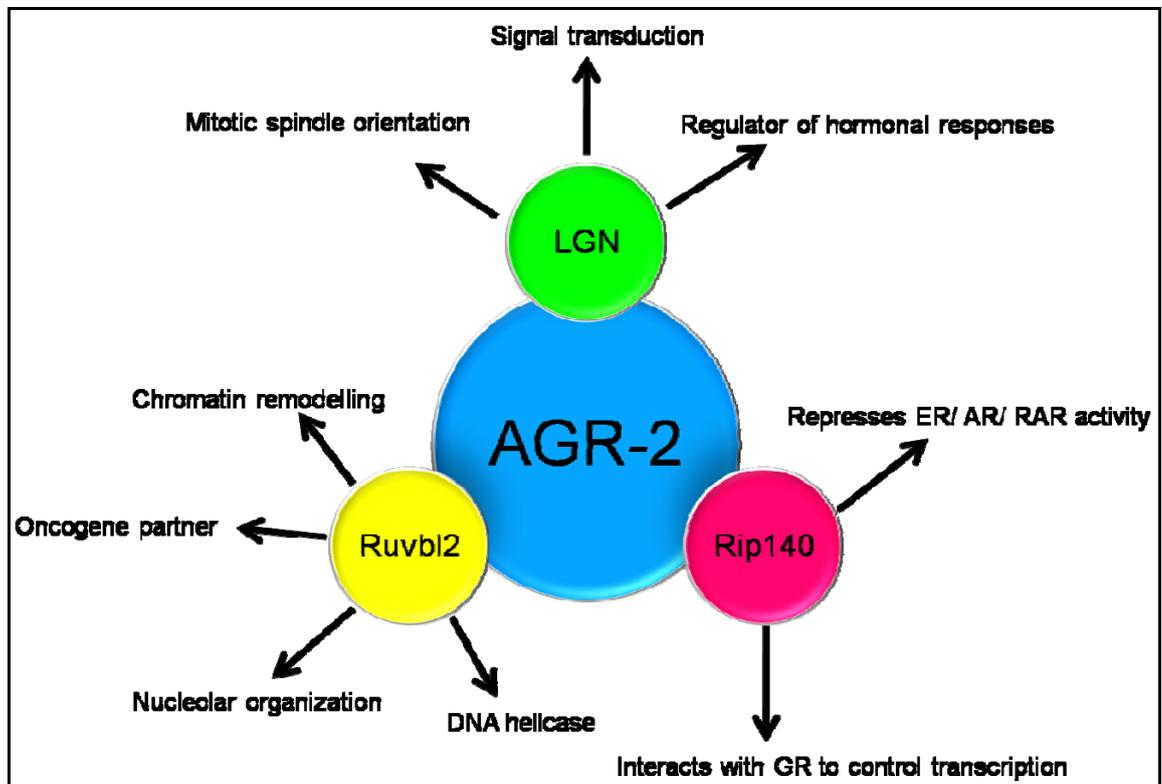 Signal transduction
Mitotic spindle orientation
Regulator of hormonal responses
LGN
Chromatin remodelling
Represses ER/ AR/ RAR activity
AGR-2
Oncogene partner
Ruvbl2
Rip140
Nucleolar organization
DNA helicase
Interacts with GR to control transcription